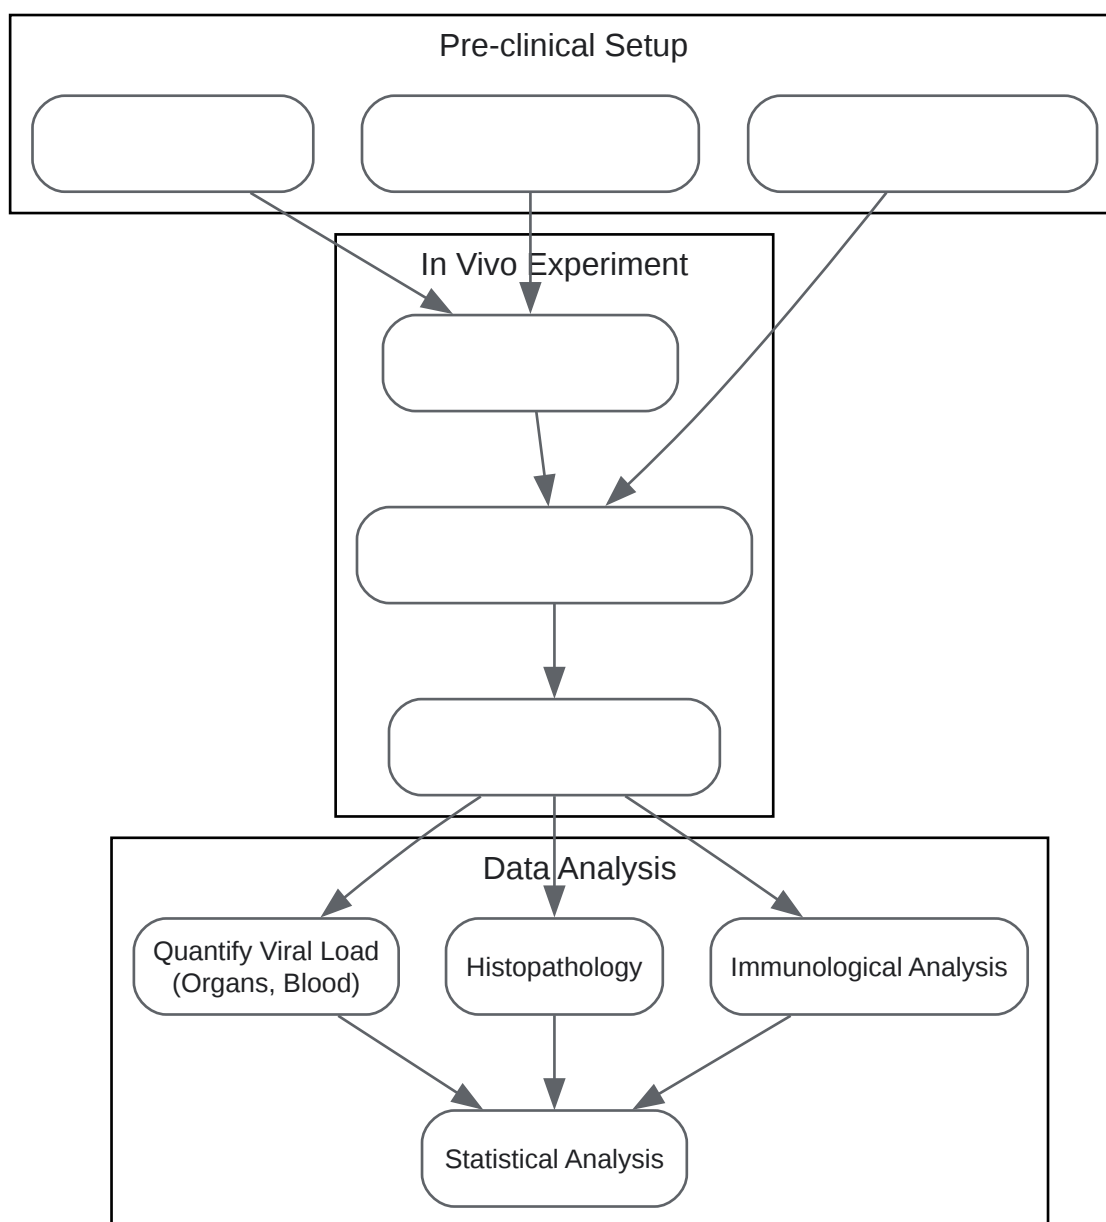 Pre-clinical Setup
In Vivo Experiment
Data Analysis
Quantify Viral Load
(Organs, Blood)
Histopathology
Immunological Analysis
Statistical Analysis